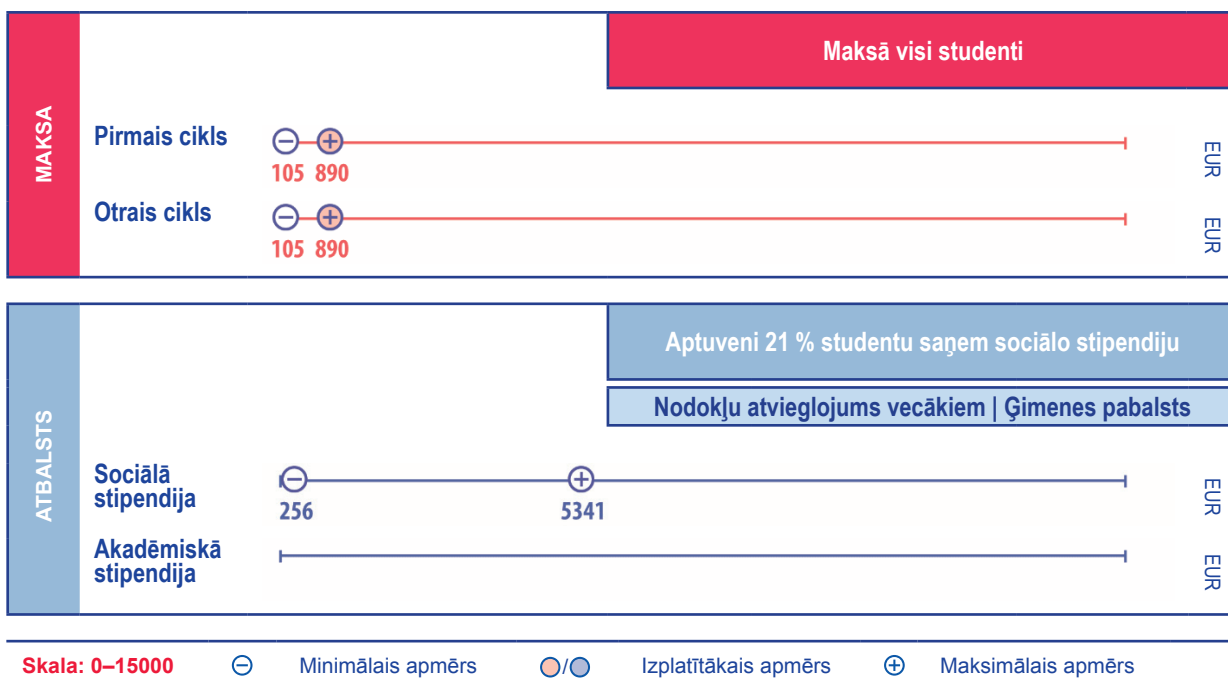 MAKSA
Maksā visi studenti
Pirmais cikls
105 890
EUR
Otrais cikls
105 890
EUR
ATBALSTS
Aptuveni 21 % studentu saņem sociālo stipendiju
Nodokļu atvieglojums vecākiem | Ģimenes pabalsts
Sociālā
stipendija
256 5341
EUR
Akadēmiskā
stipendija
EUR
Skala: 0–15000 Minimālais apmērs / Izplatītākais apmērs Maksimālais apmērs